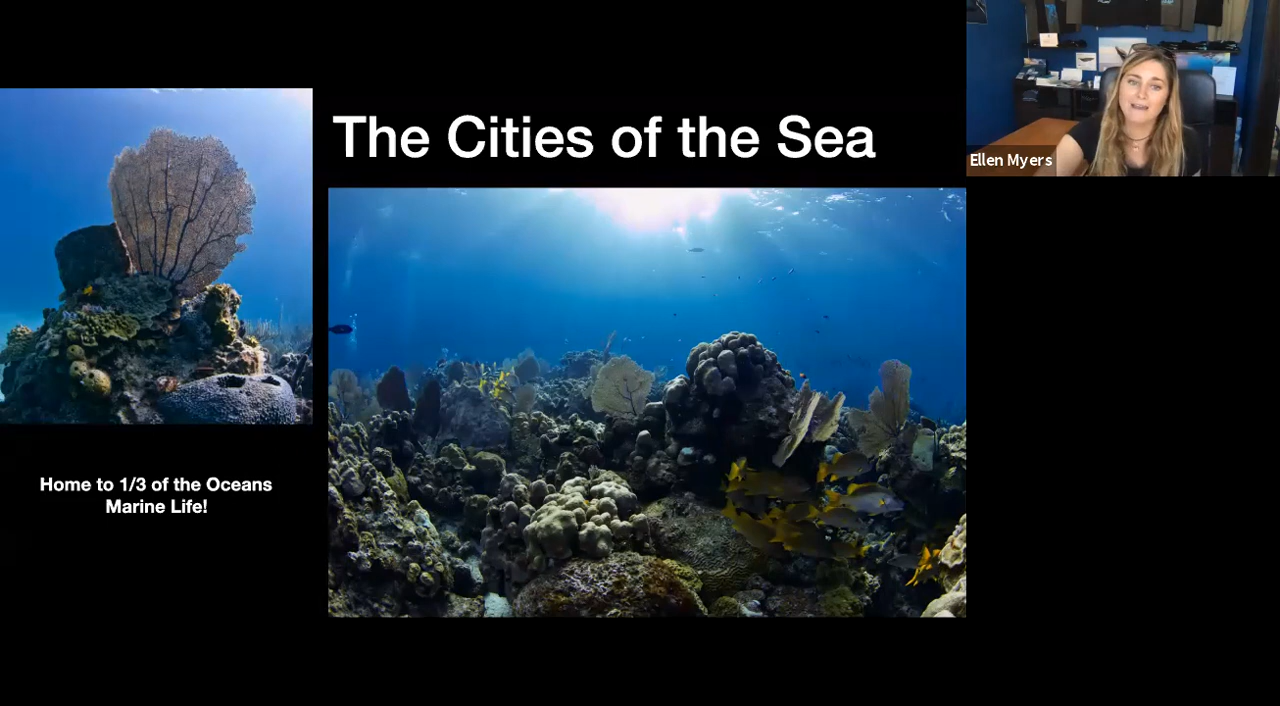 The Cities of the Sea
Ellen Myers
Home to 1/3 of the Oceans
Marine Life!